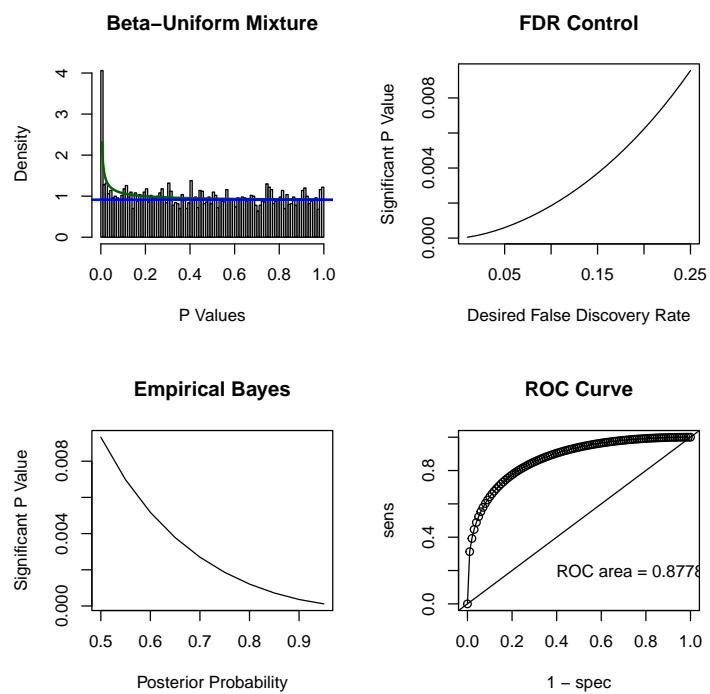 Beta−Uniform Mixture
Density
0 1 2 3 4
0.0 0.2 0.4 0.6 0.8 1.0
P Values
FDR Control
Significant P Value
0.000 0.004 0.008
0.05 0.15 0.25
Desired False Discovery Rate
Empirical Bayes
Significant P Value
0.000 0.004 0.008
0.5 0.6 0.7 0.8 0.9
Posterior Probability
ROC Curve
sens
0.0 0.4 0.8
ROC area = 0.8778
0.0 0.2 0.4 0.6 0.8 1.0
1 − spec